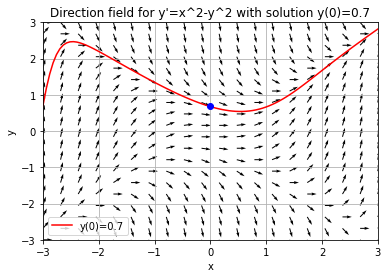 Direction field for y'=x^2-y^2 with solution y(0)=0.7
3
2
1
0
−1
−2
−3
y
y(0)=0.7
−3 −2 −1 0 1 2 3
x